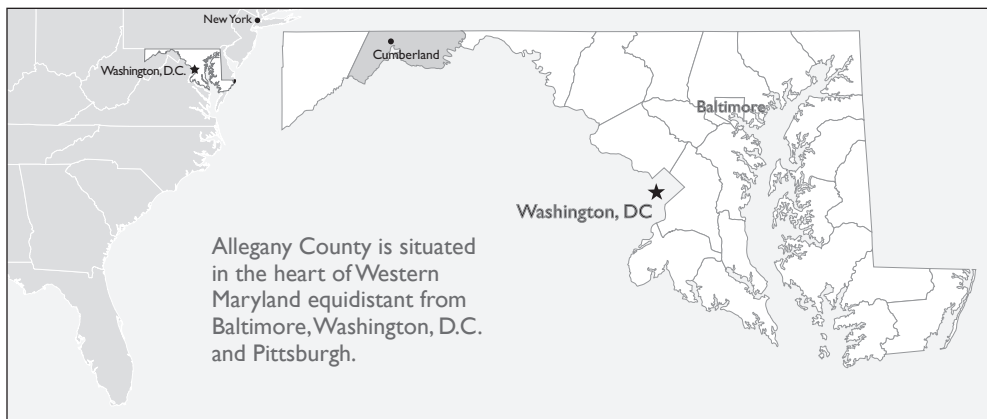 New York
Washington, D.C.
Cumberland
Baltimore
Washington, DC
Allegany County is situated
in the heart of Western
Maryland equidistant from
Baltimore, Washington, D.C.
and Pittsburgh.